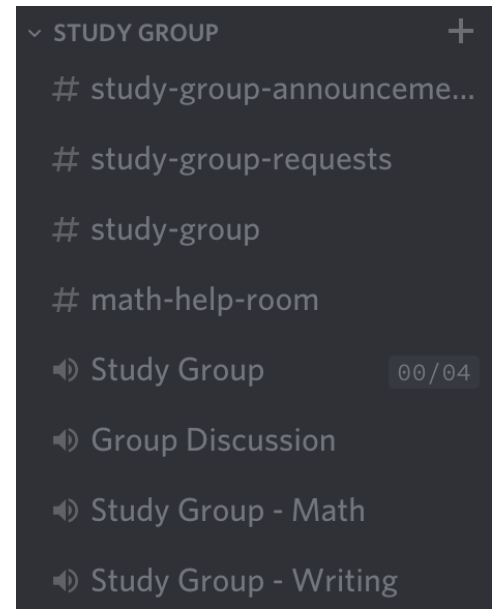 STUDY GROUP
# study-group-announceme...
# study-group-requests
# study-group
# math-help-room
Study Group 00/04
Group Discussion
Study Group - Math
Study Group - Writing